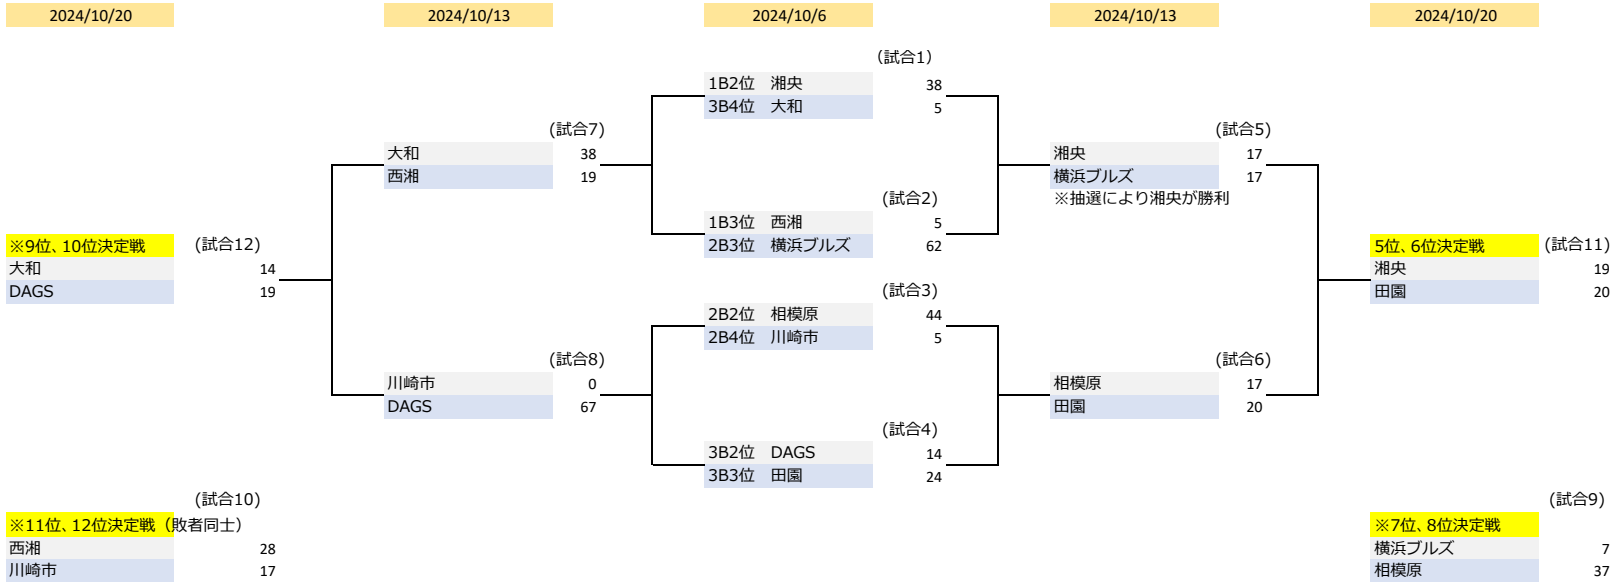 2024/10/20 2024/10/13 2024/10/6 2024/10/13 2024/10/20
(試合1)
1B2位 湘央 38
3B4位 大和 5
(試合7) (試合5)
大和 38 湘央 17
西湘 19 横浜ブルズ 17
(試合2) ※抽選により湘央が勝利
1B3位 西湘 5
2B3位 横浜ブルズ 62
※9位、10位決定戦 (試合12) 5位、6位決定戦 (試合11)
大和 14 湘央 19
DAGS 19 田園 20
(試合3)
2B2位 相模原 44
2B4位 川崎市 5
(試合8) (試合6)
川崎市 0 相模原 17
DAGS 67 田園 20
(試合4)
3B2位 DAGS 14
3B3位 田園 24
(試合10) (試合9)
※11位、12位決定戦（敗者同士） ※7位、8位決定戦
西湘 28 横浜ブルズ 7
川崎市 17 相模原 37